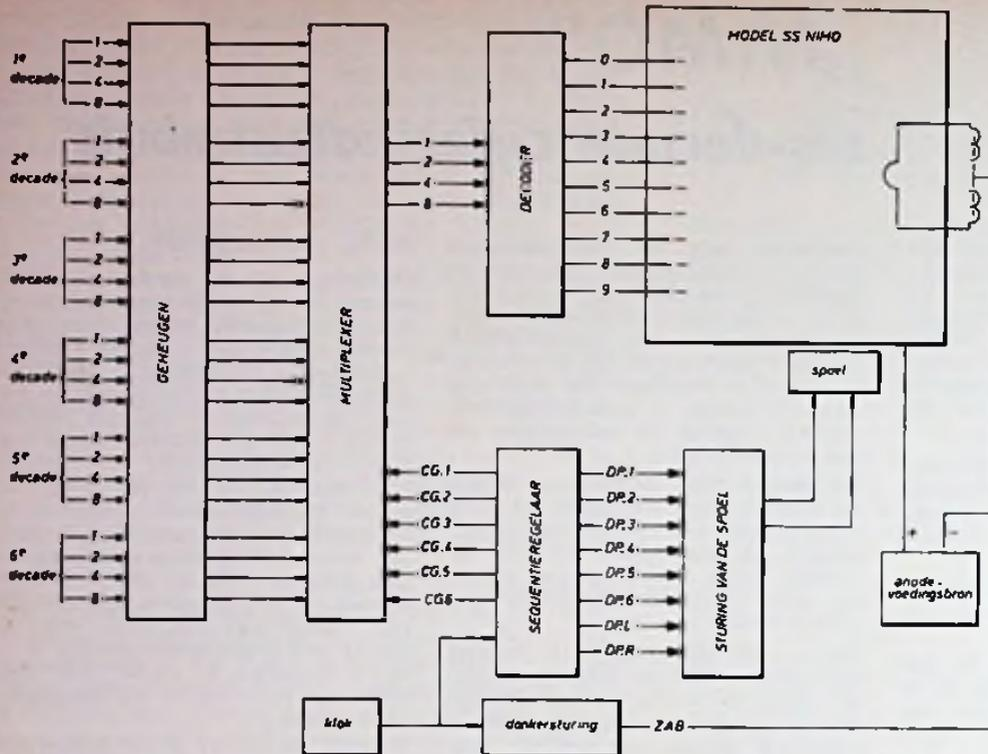 1e decade
1
2
4
8
2e decade
1
2
4
8
3e decade
1
2
4
8
4e decade
1
2
4
8
5e decade
1
2
4
8
6e decade
1
2
4
8
GEHEUGEN
MULTIPLEXER
1
2
4
8
DECODER
0
1
2
3
4
5
6
7
8
9
MODEL SS NIMO
spoel
CG.1
CG.2
CG.3
CG.4
CG.5
CG.6
SEQUENTIEREGELAAR
DP.1
DP.2
DP.3
DP.4
DP.5
DP.6
DP.L
DP.R
STURING VAN DE SPOEL
+
-
anode-
voedingsbron
klok
donkersturing
ZAB